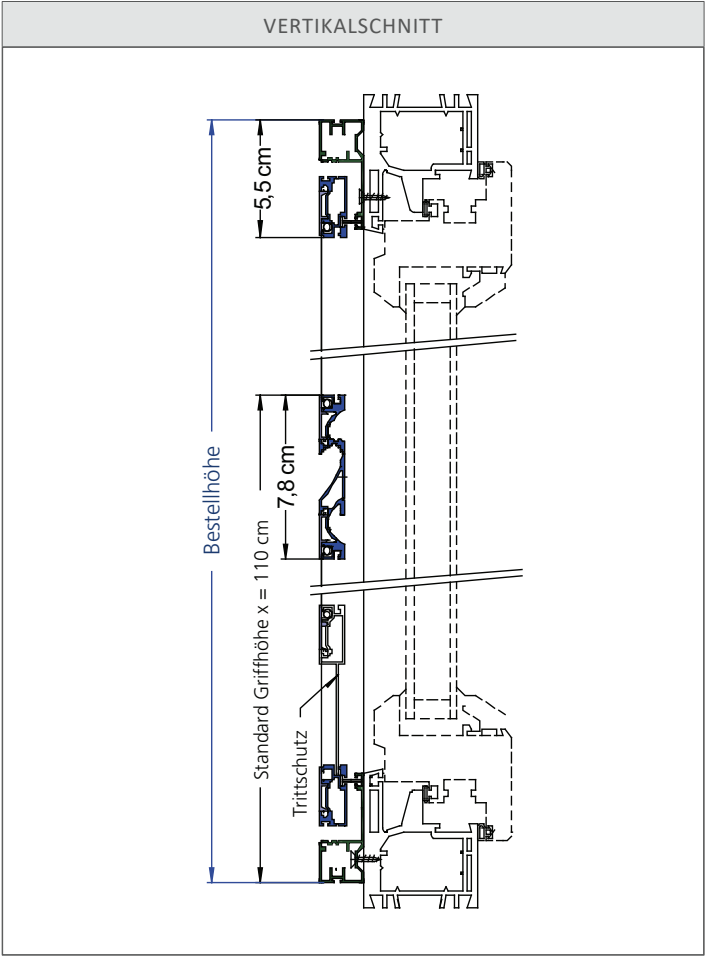 VERTIKALSCHNITT
5,5 cm
Bestellhöhe
Standard Griffhöhe x = 110 cm
7,8 cm
Trittschutz